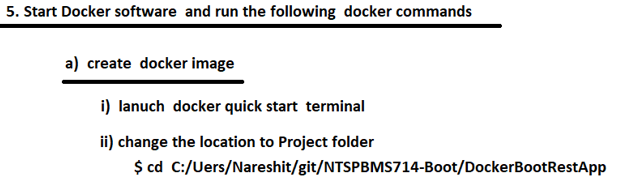 5. Start Docker software and run the following docker commands
a) create docker image
i) lanuch docker quick start terminal
ii) change the location to Project folder
$ cd C:/Uers/Nareshit/git/NTSPBMS714-Boot/DockerBootRestApp